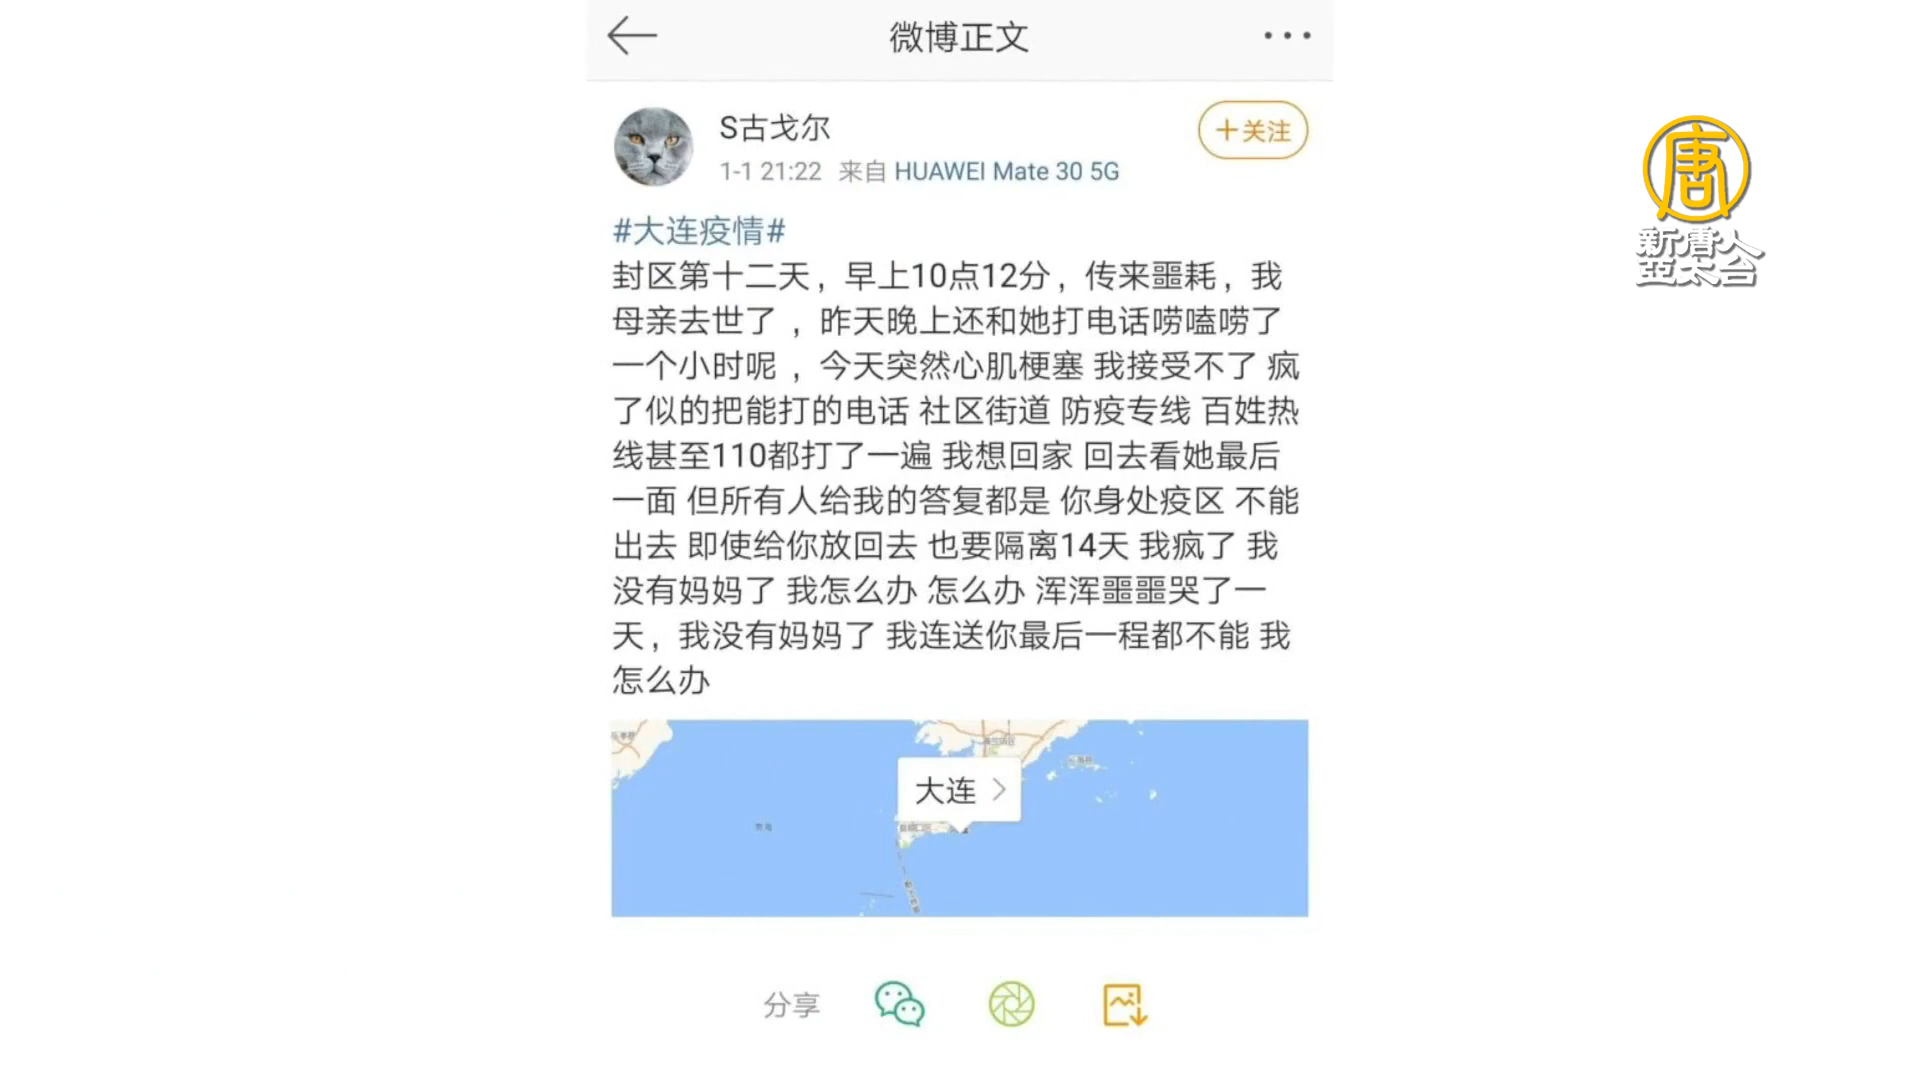 微博正文
S古戈尔
1-1 21:22 来自 HUAWEI Mate 30 5G
+关注
唐
新唐人
亞太台
#大连疫情#
封区第十二天，早上10点12分，传来噩耗，我
母亲去世了 ，昨天晚上还和她打电话唠嗑唠了
一个小时呢 ，今天突然心肌梗塞 我接受不了 疯
了似的把能打的电话 社区街道 防疫专线 百姓热
线甚至110都打了一遍 我想回家 回去看她最后
一面 但所有人给我的答复都是 你身处疫区 不能
出去 即使给你放回去 也要隔离14天 我疯了 我
没有妈妈了 我怎么办 怎么办 浑浑噩噩哭了一
天，我没有妈妈了 我连送你最后一程都不能 我
怎么办
大连
分享